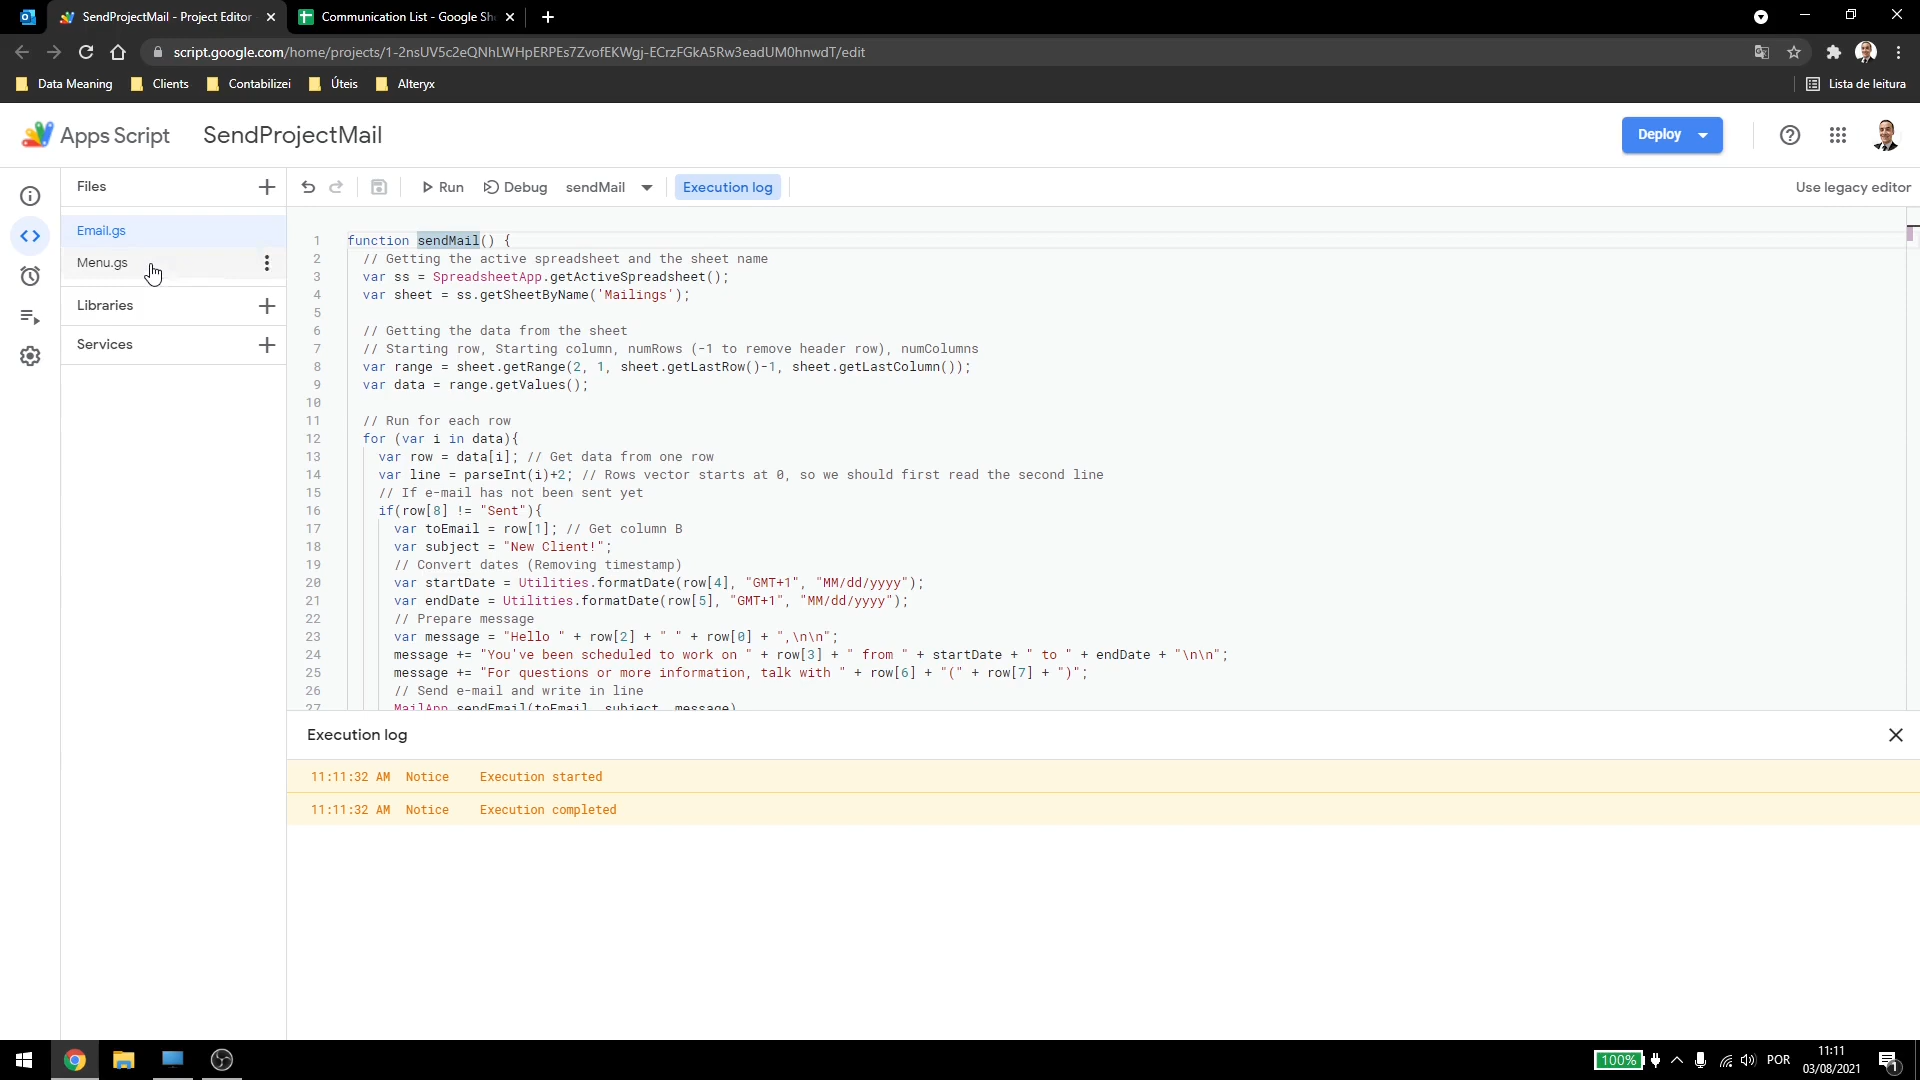 SendProjectMail - Project Editor
Communication List - Google Sh
script.google.com/home/projects/1-2nsUV5c2eQNhLWHpERPEs7ZvofEKWgj-ECrzFGkA5Rw3eadUM0hnwdT/edit
Data Meaning Clients Contabilizei Úteis Alteryx Lista de leitura
Apps Script SendProjectMail Deploy
Files Run Debug sendMail Execution log Use legacy editor
Email.gs
Menu.gs
Libraries
Services
1 function sendMail() {
2 // Getting the active spreadsheet and the sheet name
3 var ss = SpreadsheetApp.getActiveSpreadsheet();
4 var sheet = ss.getSheetByName('Mailings');
5
6 // Getting the data from the sheet
7 // Starting row, Starting column, numRows (-1 to remove header row), numColumns
8 var range = sheet.getRange(2, 1, sheet.getLastRow()-1, sheet.getLastColumn());
9 var data = range.getValues();
10
11 // Run for each row
12 for (var i in data){
13 var row = data[i]; // Get data from one row
14 var line = parseInt(i)+2; // Rows vector starts at 0, so we should first read the second line
15 // If e-mail has not been sent yet
16 if(row[8] != "Sent"){
17 var toEmail = row[1]; // Get column B
18 var subject = "New Client!";
19 // Convert dates (Removing timestamp)
20 var startDate = Utilities.formatDate(row[4], "GMT+1", "MM/dd/yyyy");
21 var endDate = Utilities.formatDate(row[5], "GMT+1", "MM/dd/yyyy");
22 // Prepare message
23 var message = "Hello " + row[2] + " " + row[0] + ",\n\n";
24 message += "You've been scheduled to work on " + row[3] + " from " + startDate + " to " + endDate + "\n\n";
25 message += "For questions or more information, talk with " + row[6] + "(" + row[7] + ")";
26 // Send e-mail and write in line
27 MailApp.sendEmail(toEmail, subject, message)
Execution log
11:11:32 AM Notice Execution started
11:11:32 AM Notice Execution completed
100% POR 11:11
03/08/2021 1